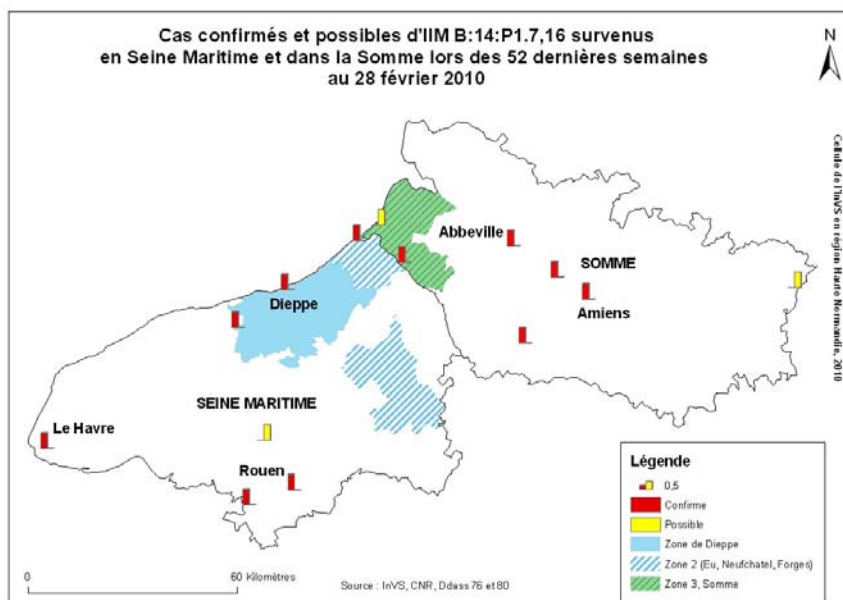 Cas confirmés et possibles d'IIM B:14:P1.7,16 survenus
en Seine Maritime et dans la Somme lors des 52 dernières semaines
au 28 février 2010
N
Cellule de l'InVS en région Haute Normandie, 2010
Abbeville
SOMME
Amiens
Dieppe
SEINE MARITIME
Le Havre
Rouen
Légende
0,5
Confirme
Possible
Zone de Dieppe
Zone 2 (Eu, Neufchatel, Forges)
Zone 3, Somme
0
60 Kilomètres
Source : InVS, CNR, Ddass 76 et 80